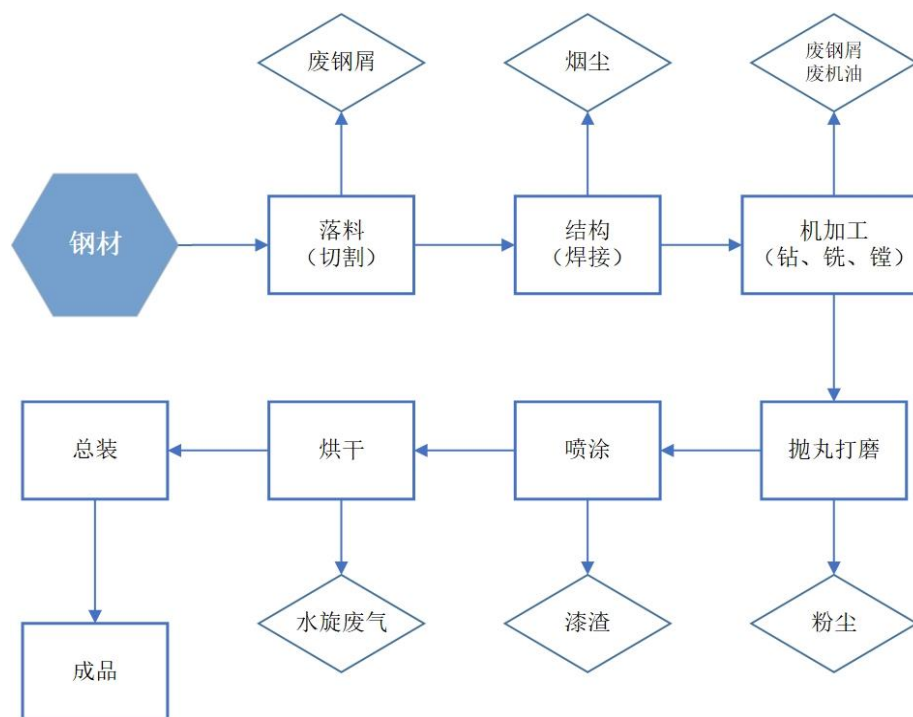 废钢屑
烟尘
废钢屑
废机油
钢材
落料
（切割）
结构
（焊接）
机加工
（钻、铣、镗）
总装
烘干
喷涂
抛丸打磨
水旋废气
漆渣
粉尘
成品